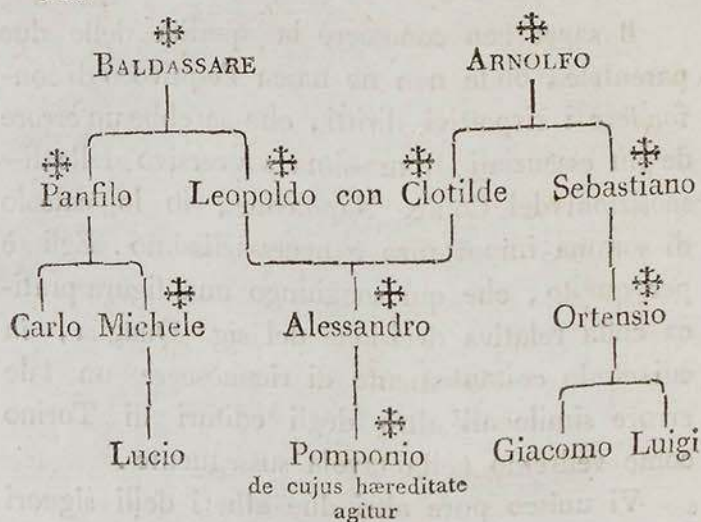 BALDASSARE ARNOLFO
Panfilo Leopoldo con Clotilde Sebastiano
Carlo Michele Alessandro Ortensio
Lucio Pomponio Giacomo Luigi
de cujus hæreditate
agitur